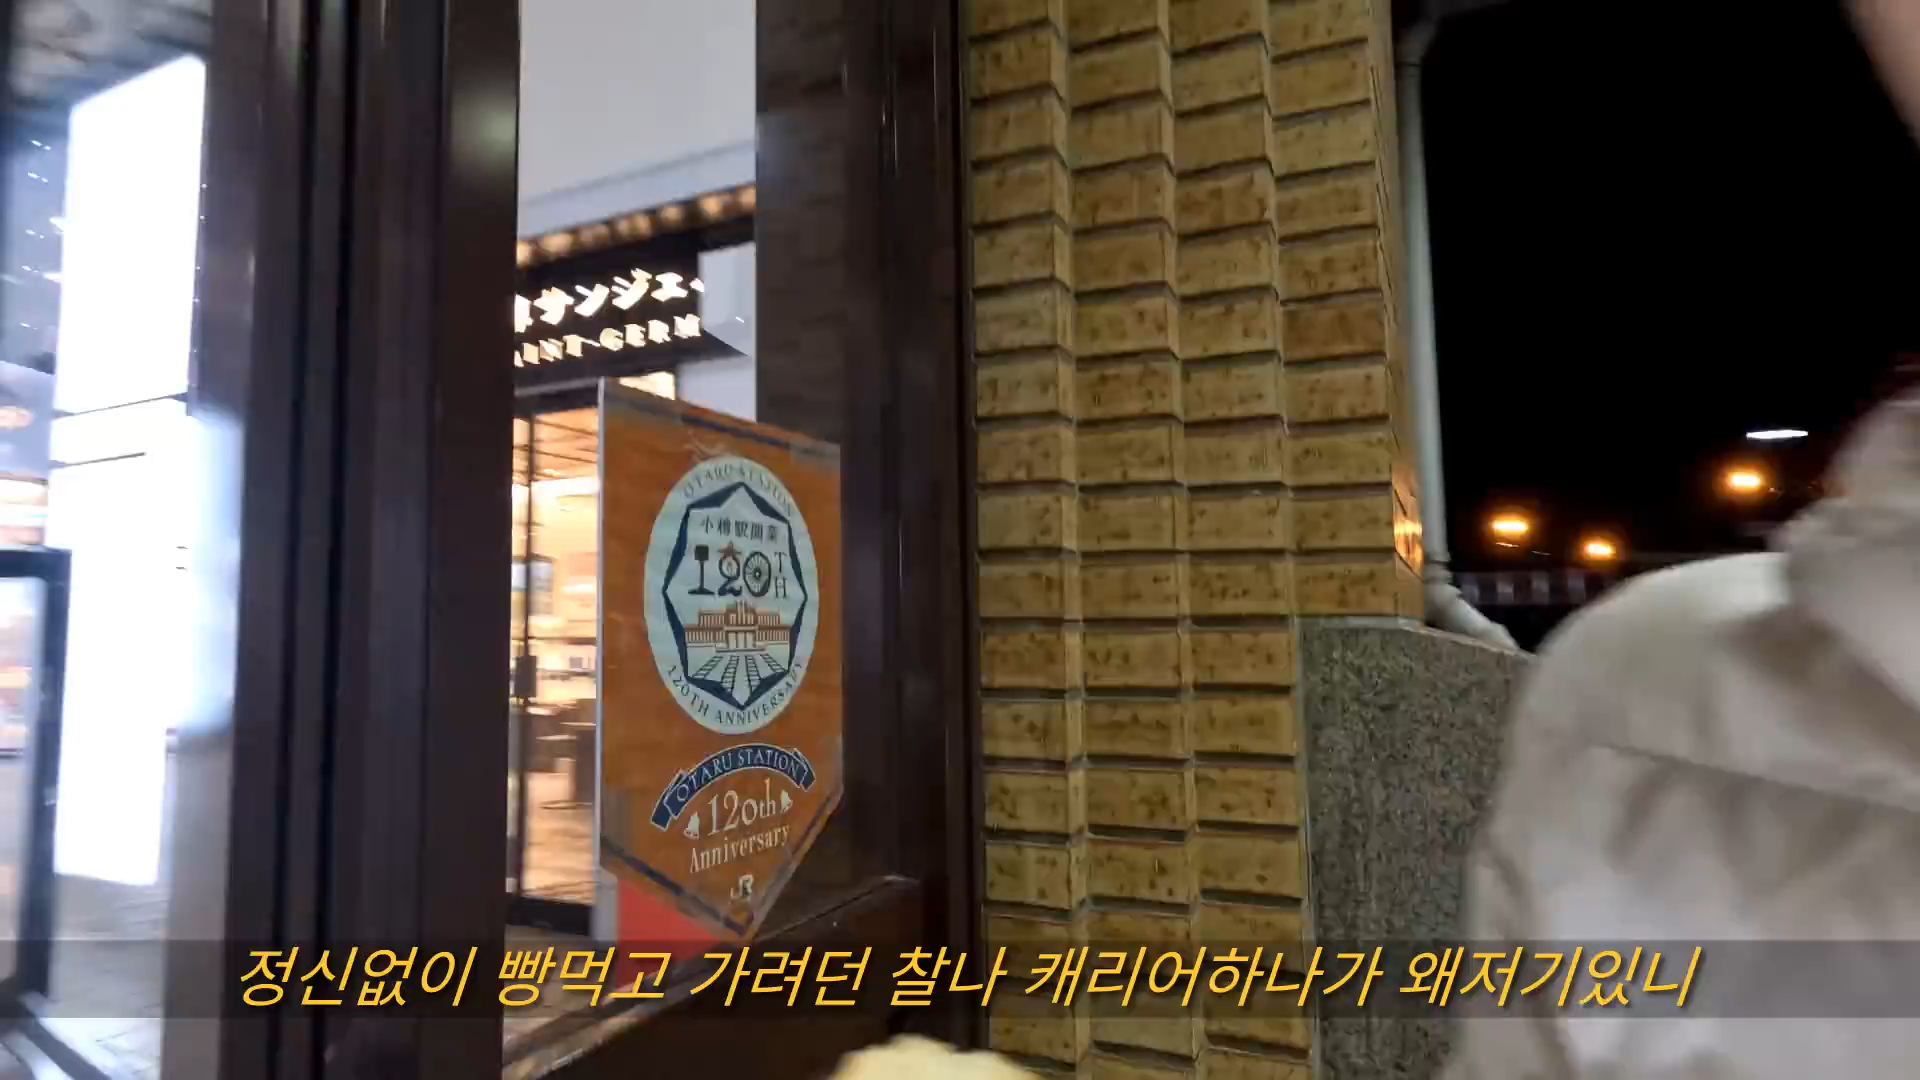 サンジェ
INT-GERM
OTARU STATION
小樽駅開業
120TH
120TH ANNIVERSARY
OTARU STATION
120th
Anniversary
JR
정신없이 빵먹고 가려던 찰나 캐리어하나가 왜저기있니